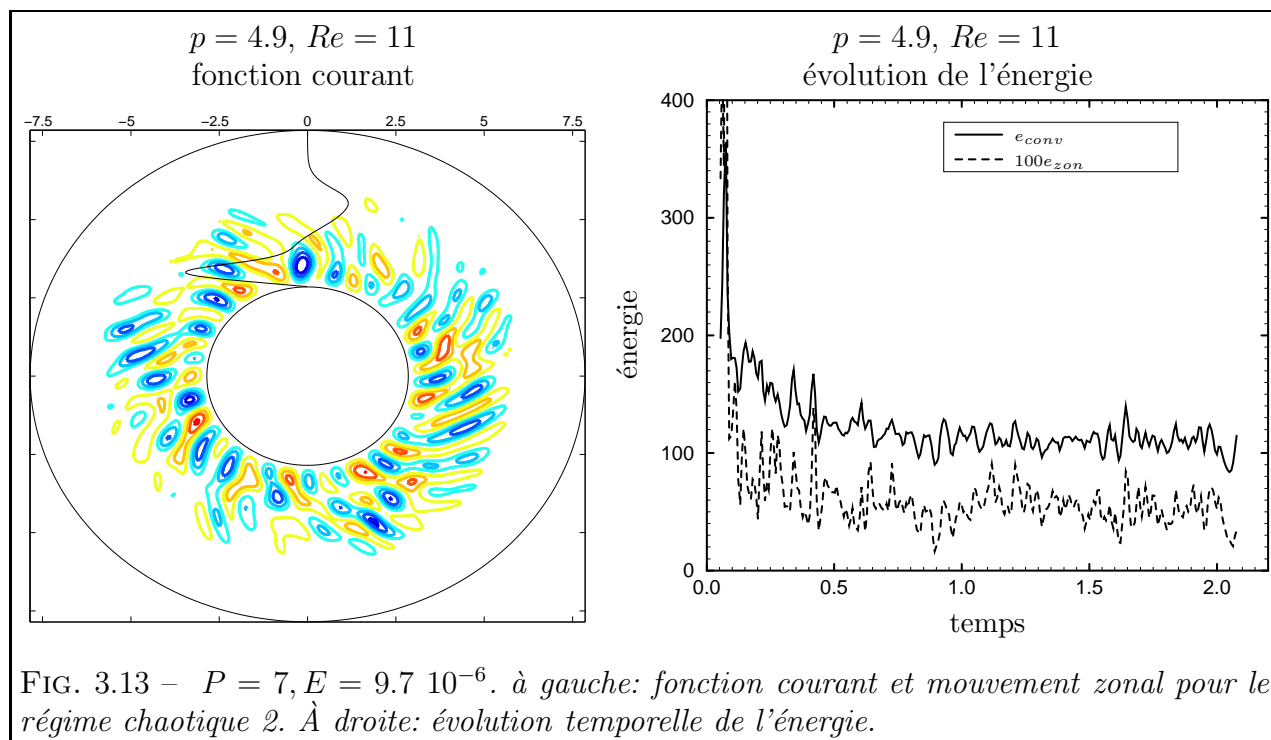 p = 4.9, Re = 11
fonction courant
−7.5 −5 −2.5 0 2.5 5 7.5
p = 4.9, Re = 11
évolution de l'énergie
400
300
200
100
0
énergie
e_conv
100e_zon
0.0 0.5 1.0 1.5 2.0
temps
FIG. 3.13 – P = 7, E = 9.7 10⁻⁶. à gauche: fonction courant et mouvement zonal pour le
régime chaotique 2. À droite: évolution temporelle de l'énergie.